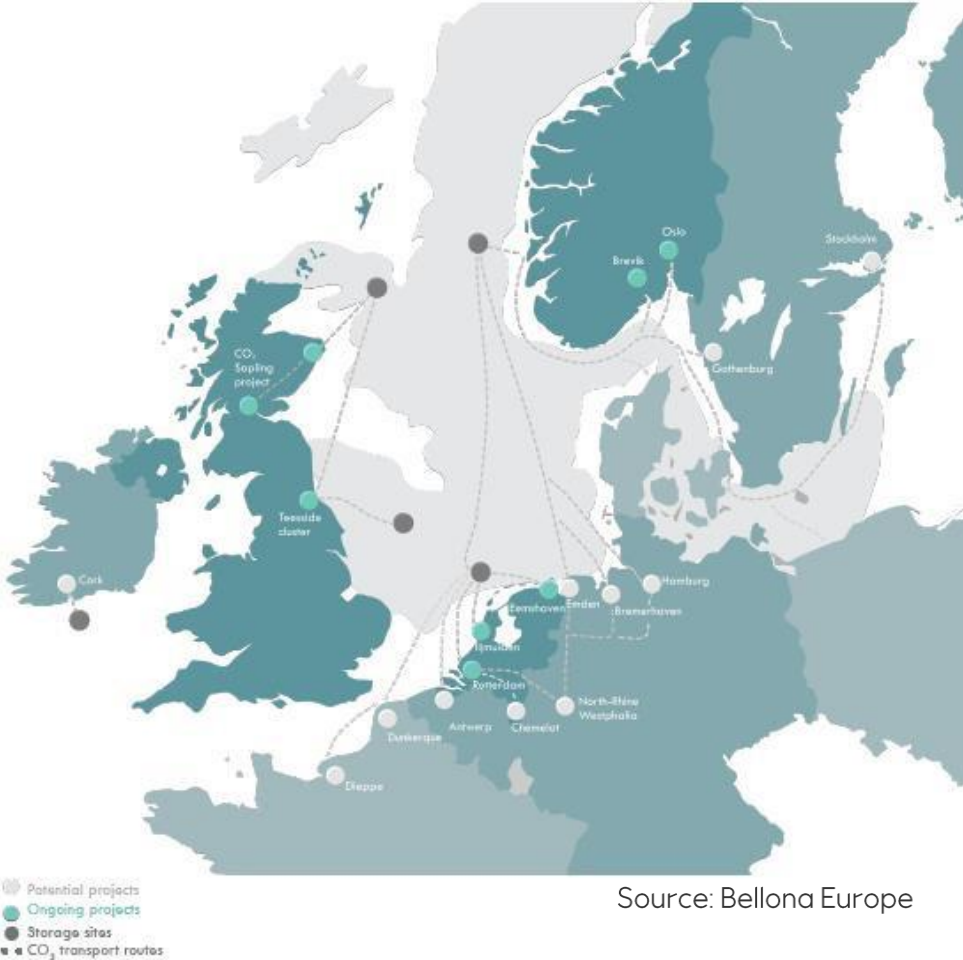 Oslo
Stockholm
Brevik
CO₂
Sapling
project
Gothenburg
Teesside
cluster
Cork
Hamburg
Eemshaven
Emden
Bremerhaven
Ijmuiden
Rotterdam
North-Rhine
Westphalia
Antwerp
Chemelot
Dunkerque
Dieppe
Potential projects
Ongoing projects
Storage sites
CO₂ transport routes
Source: Bellona Europe